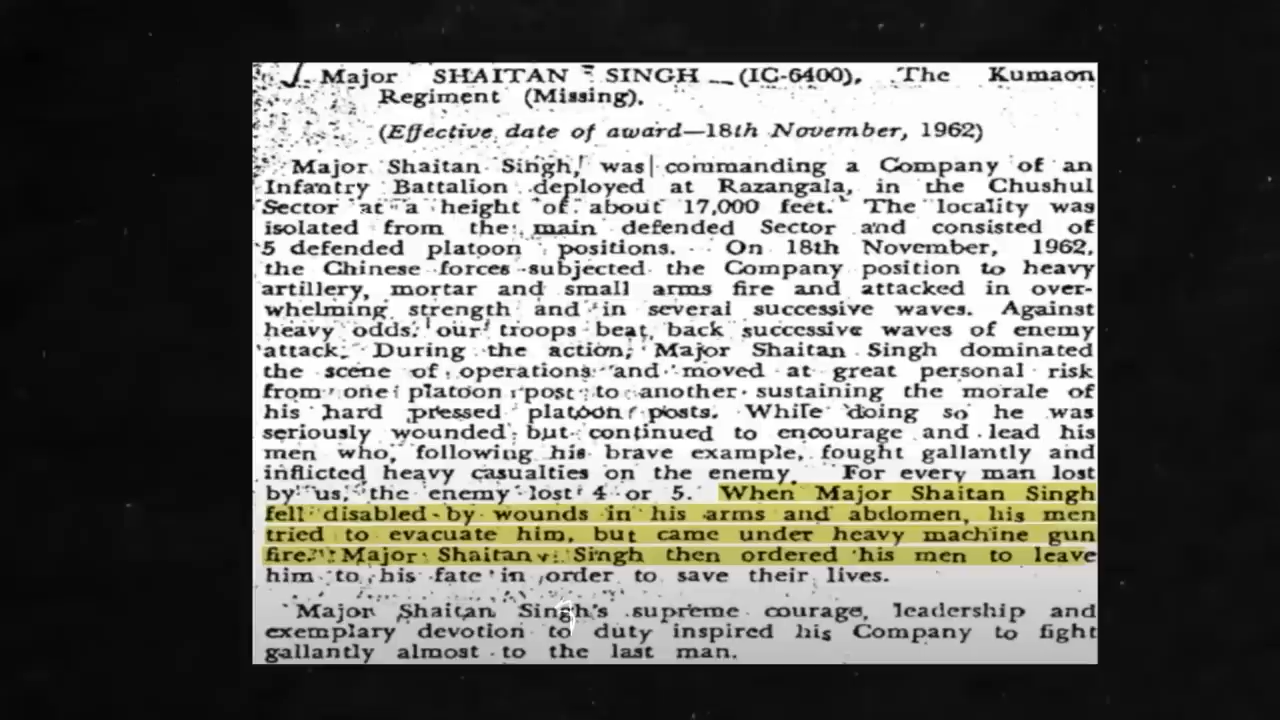 Major SHAITAN SINGH (IC-6400), The Kumaon
Regiment (Missing).
(Effective date of award—18th November, 1962)
Major Shaitan Singh, was commanding a Company of an
Infantry Battalion deployed at Razangala, in the Chushul
Sector at a height of about 17,000 feet. The locality was
isolated from the main defended Sector and consisted of
5 defended platoon positions. On 18th November, 1962,
the Chinese forces subjected the Company position to heavy
artillery, mortar and small arms fire and attacked in over-
whelming strength and in several successive waves. Against
heavy odds, our troops beat back successive waves of enemy
attack. During the action, Major Shaitan Singh dominated
the scene of operations and moved at great personal risk
from one platoon post to another sustaining the morale of
his hard pressed platoon posts. While doing so he was
seriously wounded but continued to encourage and lead his
men who, following his brave example, fought gallantly and
inflicted heavy casualties on the enemy. For every man lost
by us, the enemy lost 4 or 5. When Major Shaitan Singh
fell disabled by wounds in his arms and abdomen, his men
tried to evacuate him, but came under heavy machine gun
fire. Major Shaitan Singh then ordered his men to leave
him to his fate in order to save their lives.
Major Shaitan Singh's supreme courage, leadership and
exemplary devotion to duty inspired his Company to fight
gallantly almost to the last man.